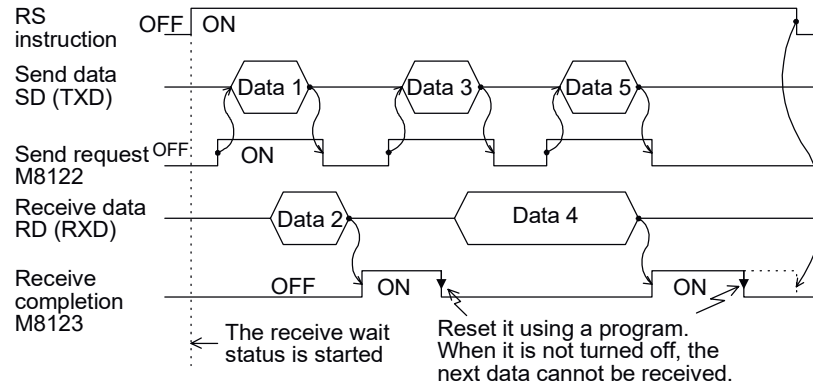 RS
instruction
OFF
ON
Send data
SD (TXD)
Data 1
Data 3
Data 5
Send request
M8122
OFF
ON
Receive data
RD (RXD)
Data 2
Data 4
Receive
completion
M8123
OFF
ON
ON
The receive wait
status is started
Reset it using a program.
When it is not turned off, the
next data cannot be received.